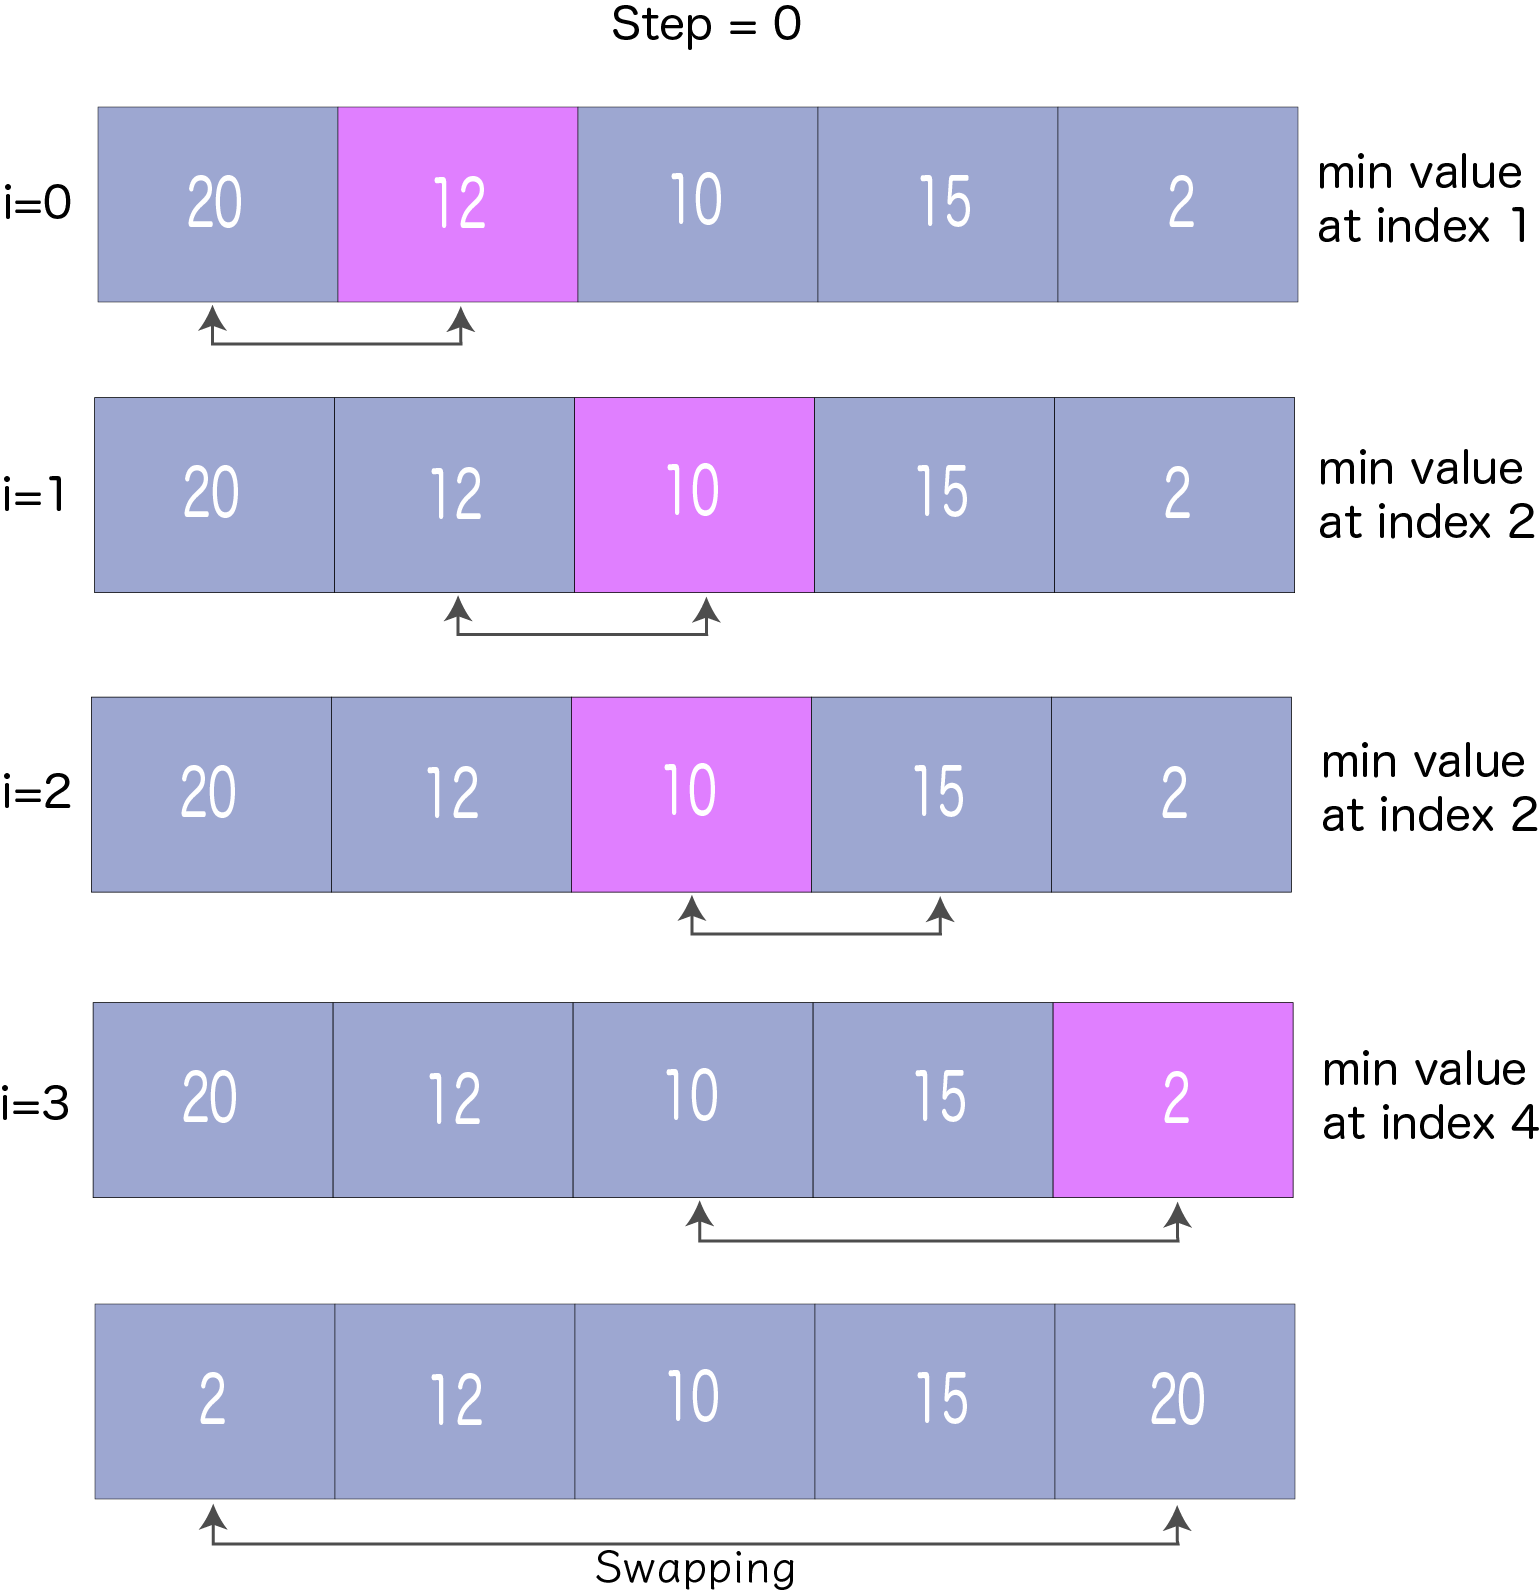 Step = 0
i=0 20 12 10 15 2 min value
at index 1
i=1 20 12 10 15 2 min value
at index 2
i=2 20 12 10 15 2 min value
at index 2
i=3 20 12 10 15 2 min value
at index 4
2 12 10 15 20
Swapping